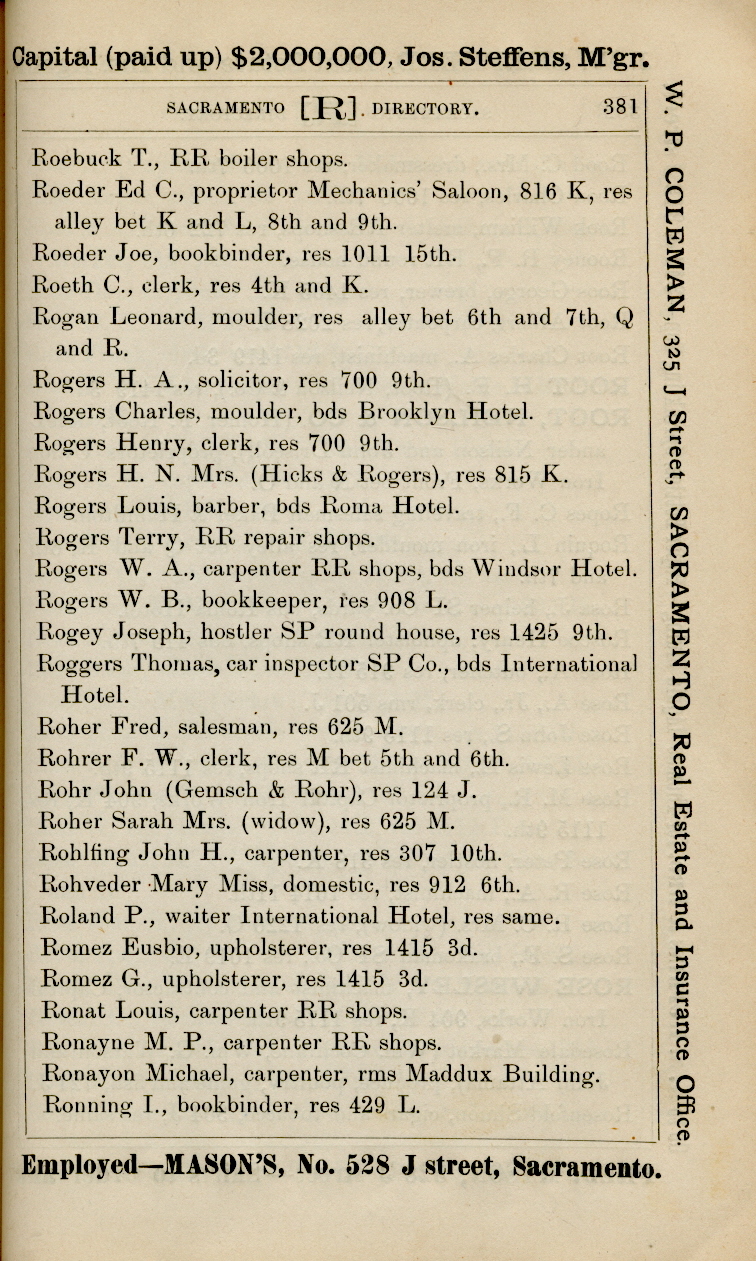 Capital (paid up) $2,000,000, Jos. Steffens, M'gr.
SACRAMENTO [R]. DIRECTORY. 381
Roebuck T., RR boiler shops.
Roeder Ed C., proprietor Mechanics' Saloon, 816 K, res
alley bet K and L, 8th and 9th.
Roeder Joe, bookbinder, res 1011 15th.
Roeth C., clerk, res 4th and K.
Rogan Leonard, moulder, res alley bet 6th and 7th, Q
and R.
Rogers H. A., solicitor, res 700 9th.
Rogers Charles, moulder, bds Brooklyn Hotel.
Rogers Henry, clerk, res 700 9th.
Rogers H. N. Mrs. (Hicks & Rogers), res 815 K.
Rogers Louis, barber, bds Roma Hotel.
Rogers Terry, RR repair shops.
Rogers W. A., carpenter RR shops, bds Windsor Hotel.
Rogers W. B., bookkeeper, res 908 L.
Rogey Joseph, hostler SP round house, res 1425 9th.
Roggers Thomas, car inspector SP Co., bds International
Hotel.
Roher Fred, salesman, res 625 M.
Rohrer F. W., clerk, res M bet 5th and 6th.
Rohr John (Gemsch & Rohr), res 124 J.
Roher Sarah Mrs. (widow), res 625 M.
Rohlfing John H., carpenter, res 307 10th.
Rohveder Mary Miss, domestic, res 912 6th.
Roland P., waiter International Hotel, res same.
Romez Eusbio, upholsterer, res 1415 3d.
Romez G., upholsterer, res 1415 3d.
Ronat Louis, carpenter RR shops.
Ronayne M. P., carpenter RR shops.
Ronayon Michael, carpenter, rms Maddux Building.
Ronning I., bookbinder, res 429 L.
Employed—MASON'S, No. 528 J street, Sacramento.
W. P. COLEMAN, 325 J Street, SACRAMENTO, Real Estate and Insurance Office.